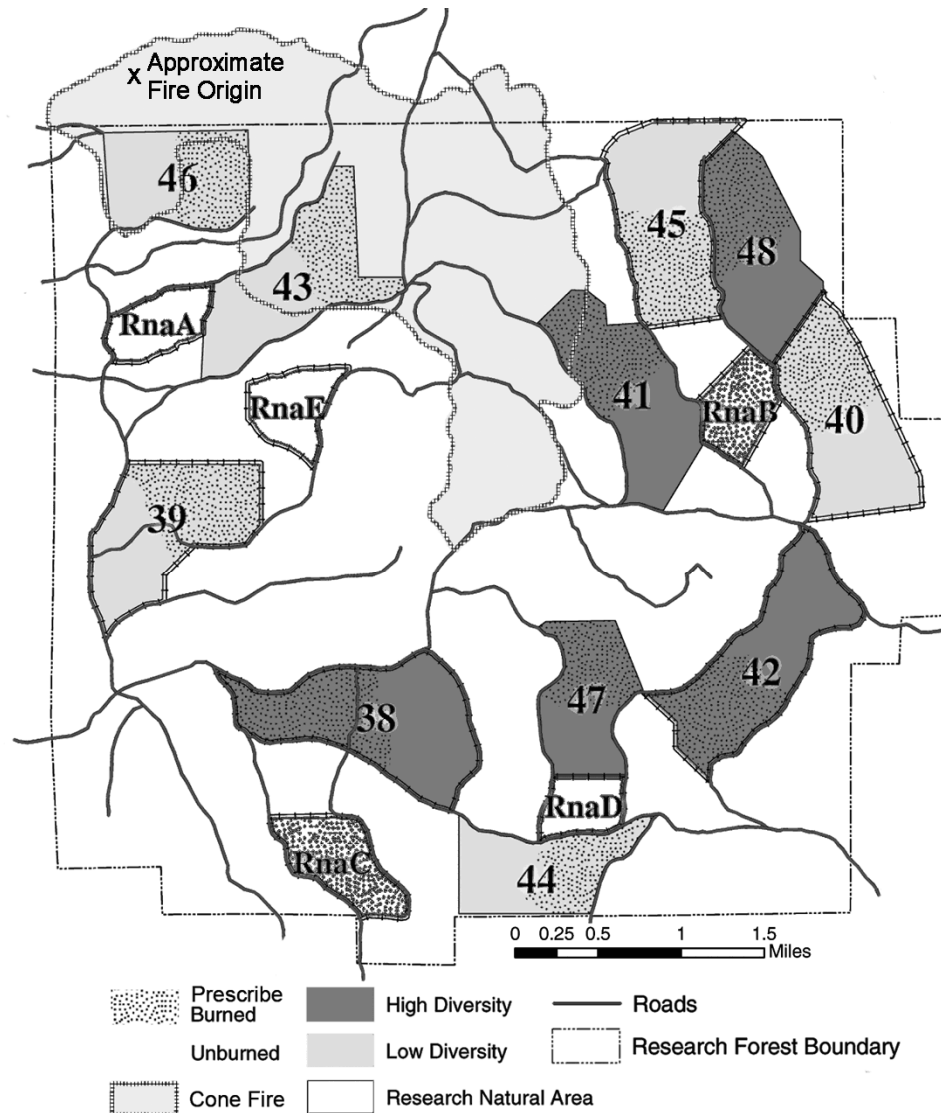 x Approximate
Fire Origin
46
45
48
43
RnaA
41
RnaB
40
RnaE
39
42
38
47
RnaD
RnaC
44
0 0.25 0.5 1 1.5
Miles
Prescribe
Burned
High Diversity
Roads
Unburned
Low Diversity
Research Forest Boundary
Cone Fire
Research Natural Area